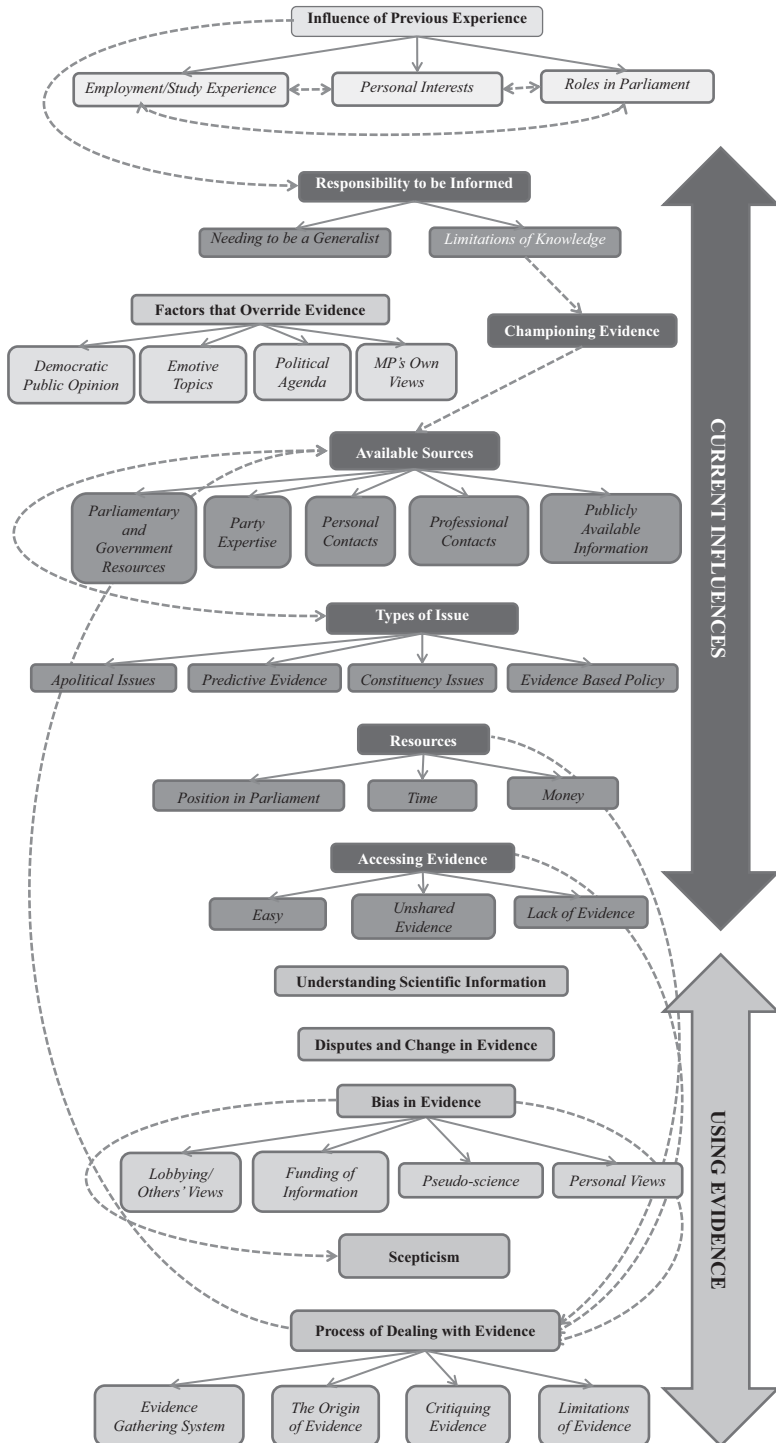 Influence of Previous Experience
Employment/Study Experience
Personal Interests
Roles in Parliament
Responsibility to be Informed
Needing to be a Generalist
Limitations of Knowledge
Factors that Override Evidence
Championing Evidence
Democratic
Public Opinion
Emotive
Topics
Political
Agenda
MP's Own
Views
Available Sources
Parliamentary
and
Government
Resources
Party
Expertise
Personal
Contacts
Professional
Contacts
Publicly
Available
Information
Types of Issue
Apolitical Issues
Predictive Evidence
Constituency Issues
Evidence Based Policy
Resources
Position in Parliament
Time
Money
Accessing Evidence
Easy
Unshared
Evidence
Lack of Evidence
CURRENT INFLUENCES
Understanding Scientific Information
Disputes and Change in Evidence
Bias in Evidence
Lobbying/
Others' Views
Funding of
Information
Pseudo-science
Personal Views
Scepticism
Process of Dealing with Evidence
Evidence
Gathering System
The Origin
of Evidence
Critiquing
Evidence
Limitations
of Evidence
USING EVIDENCE